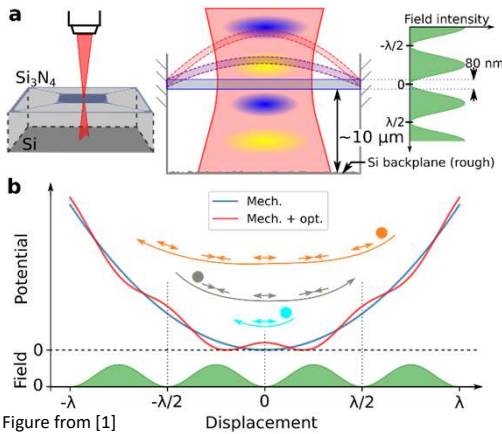 a
Field intensity
-λ/2
Si₃N₄
80 nm
0
Si
~10 μm
λ/2
Si backplane (rough)
b
Mech.
Mech. + opt.
Potential
0
Field
0
-λ
-λ/2
0
λ/2
λ
Displacement
Figure from [1]